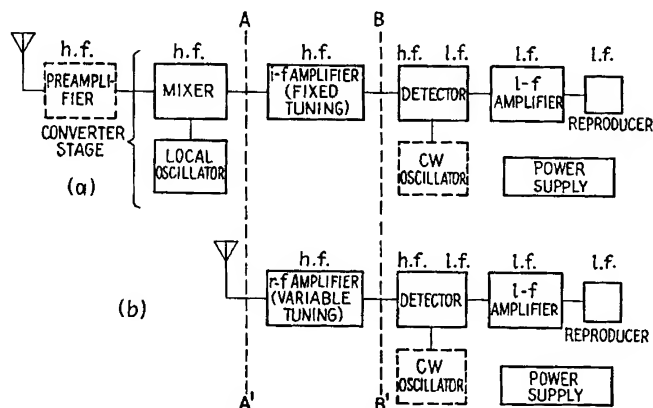 A B
h.f. h.f. h.f. h.f. l.f. l.f. l.f.
PREAMPLI-
FIER
MIXER
i-f AMPLIFIER
(FIXED
TUNING)
DETECTOR
l-f
AMPLIFIER
REPRODUCER
CONVERTER
STAGE
LOCAL
OSCILLATOR
CW
OSCILLATOR
POWER
SUPPLY
(a)
h.f. h.f. l.f. l.f. l.f.
(b)
r-f AMPLIFIER
(VARIABLE
TUNING)
DETECTOR
l-f
AMPLIFIER
REPRODUCER
CW
OSCILLATOR
POWER
SUPPLY
A' B'